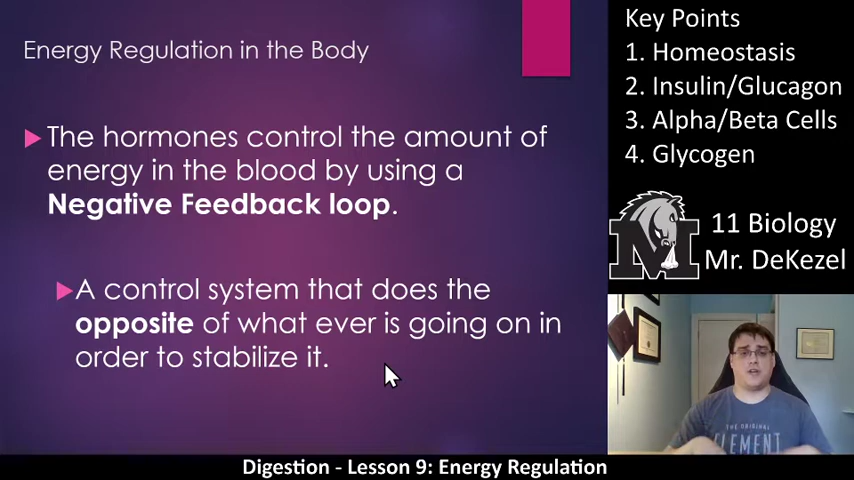 Energy Regulation in the Body
The hormones control the amount of
energy in the blood by using a
Negative Feedback loop.
A control system that does the
opposite of what ever is going on in
order to stabilize it.
Key Points
1. Homeostasis
2. Insulin/Glucagon
3. Alpha/Beta Cells
4. Glycogen
M
11 Biology
Mr. DeKezel
THE ORIGINAL
ELEMENT
Digestion - Lesson 9: Energy Regulation